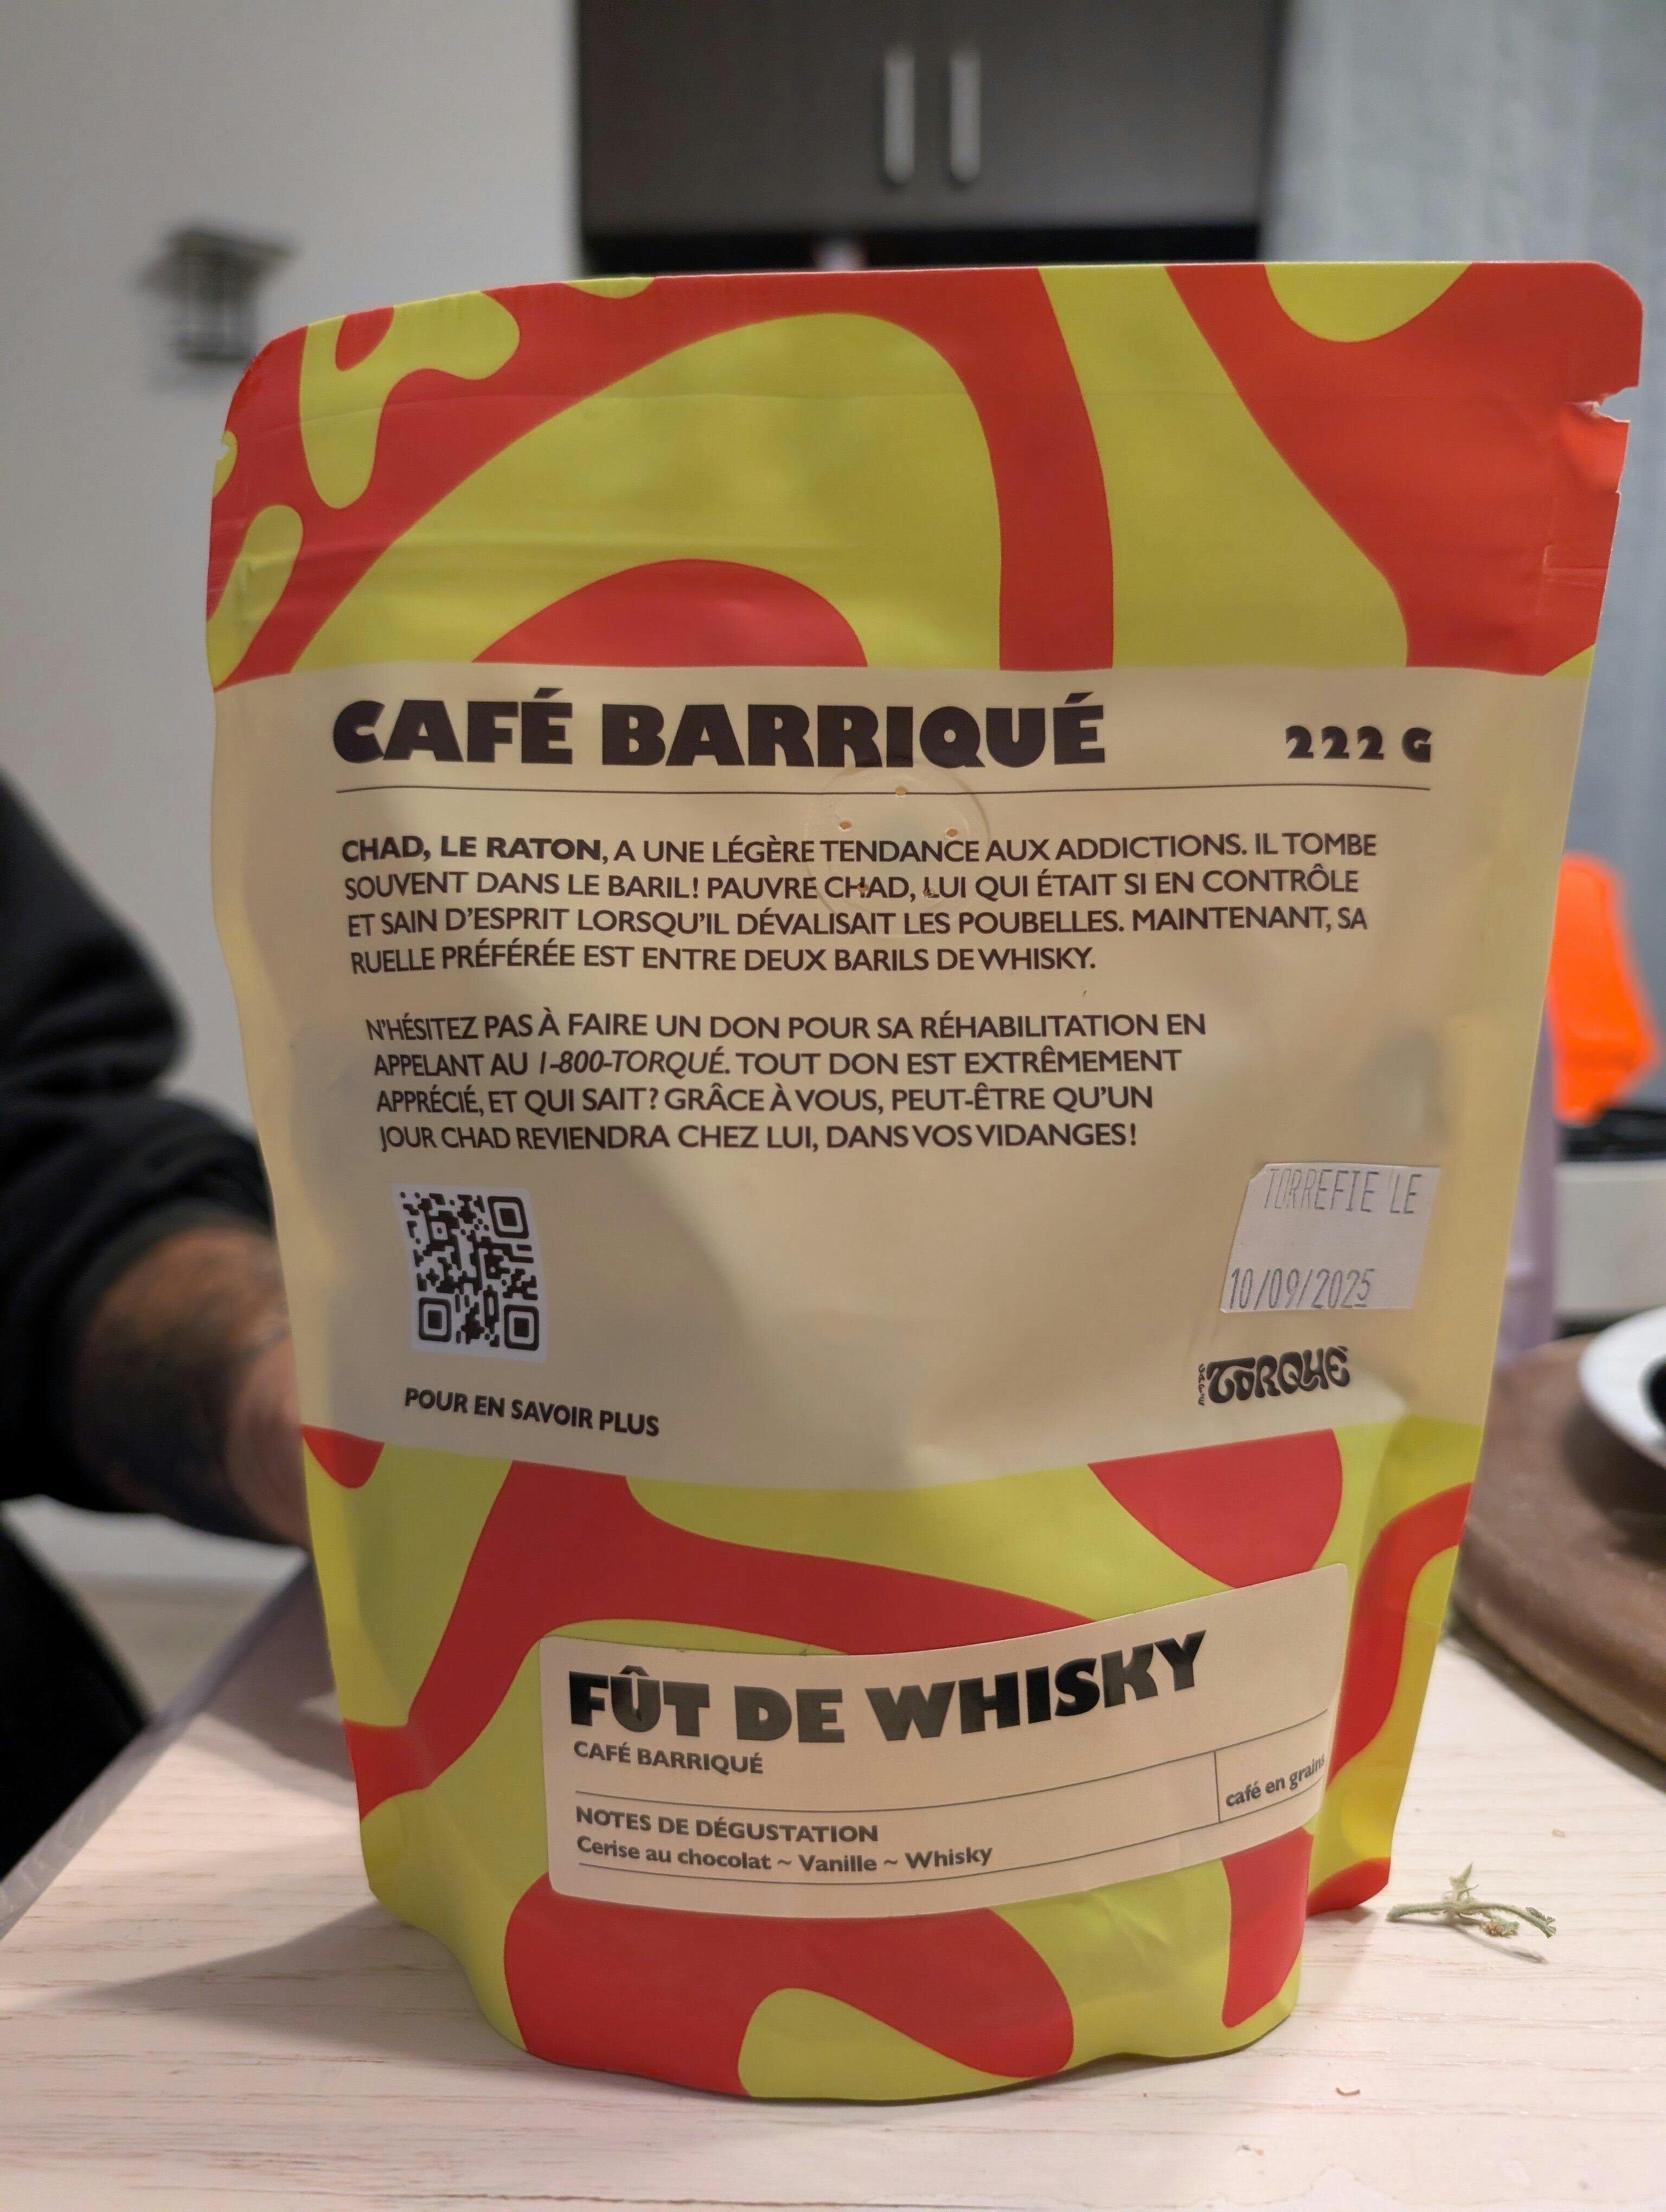 CAFÉ BARRIQUÉ
222 G
CHAD, LE RATON, A UNE LÉGÈRE TENDANCE AUX ADDICTIONS. IL TOMBE
SOUVENT DANS LE BARIL! PAUVRE CHAD, LUI QUI ÉTAIT SI EN CONTRÔLE
ET SAIN D'ESPRIT LORSQU'IL DÉVALISAIT LES POUBELLES. MAINTENANT, SA
RUELLE PRÉFÉRÉE EST ENTRE DEUX BARILS DE WHISKY.
N'HÉSITEZ PAS À FAIRE UN DON POUR SA RÉHABILITATION EN
APPELANT AU 1-800-TORQUÉ. TOUT DON EST EXTRÊMEMENT
APPRÉCIÉ, ET QUI SAIT? GRÂCE À VOUS, PEUT-ÊTRE QU'UN
JOUR CHAD REVIENDRA CHEZ LUI, DANS VOS VIDANGES!
TORREFIE LE
10/09/2025
CAFÉ TORQUÉ
POUR EN SAVOIR PLUS
FÛT DE WHISKY
CAFÉ BARRIQUÉ
café en grains
NOTES DE DÉGUSTATION
Cerise au chocolat ~ Vanille ~ Whisky